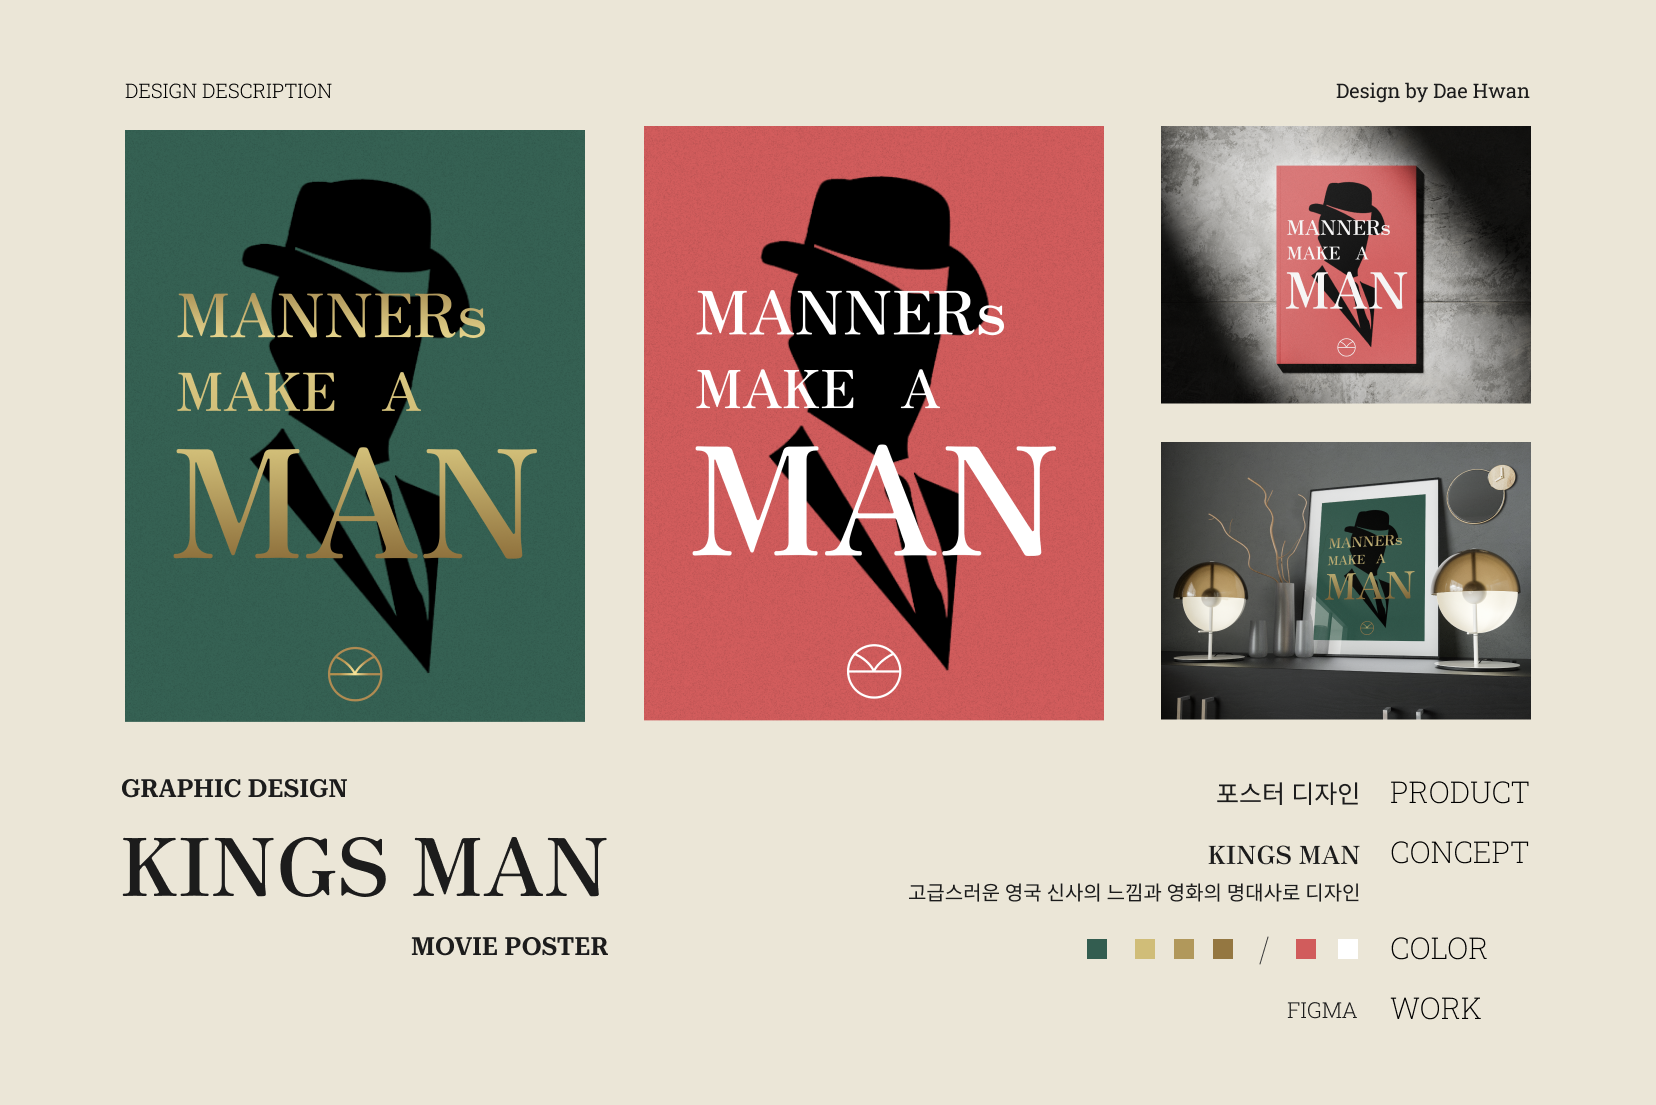 DESIGN DESCRIPTION
Design by Dae Hwan
MANNERs
MAKE A
MAN
MANNERs
MAKE A
MAN
MANNERs
MAKE A
MAN
MANNERs
MAKE A
MAN
GRAPHIC DESIGN
KINGS MAN
MOVIE POSTER
포스터 디자인 PRODUCT
KINGS MAN CONCEPT
고급스러운 영국 신사의 느낌과 영화의 명대사로 디자인
/ COLOR
FIGMA WORK